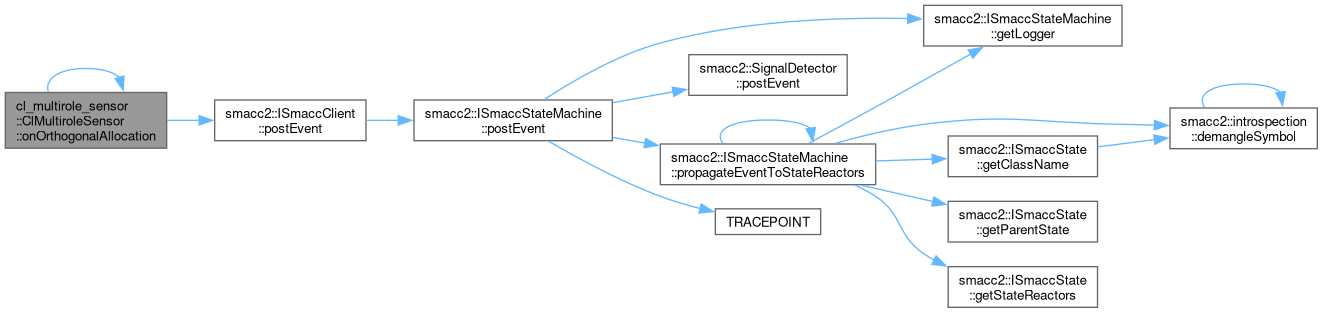 cl_multirole_sensor
::ClMultiroleSensor
::onOrthogonalAllocation
smacc2::ISmaccClient
::postEvent
smacc2::ISmaccStateMachine
::postEvent
smacc2::ISmaccStateMachine
::getLogger
smacc2::SignalDetector
::postEvent
smacc2::ISmaccStateMachine
::propagateEventToStateReactors
TRACEPOINT
smacc2::introspection
::demangleSymbol
smacc2::ISmaccState
::getClassName
smacc2::ISmaccState
::getParentState
smacc2::ISmaccState
::getStateReactors